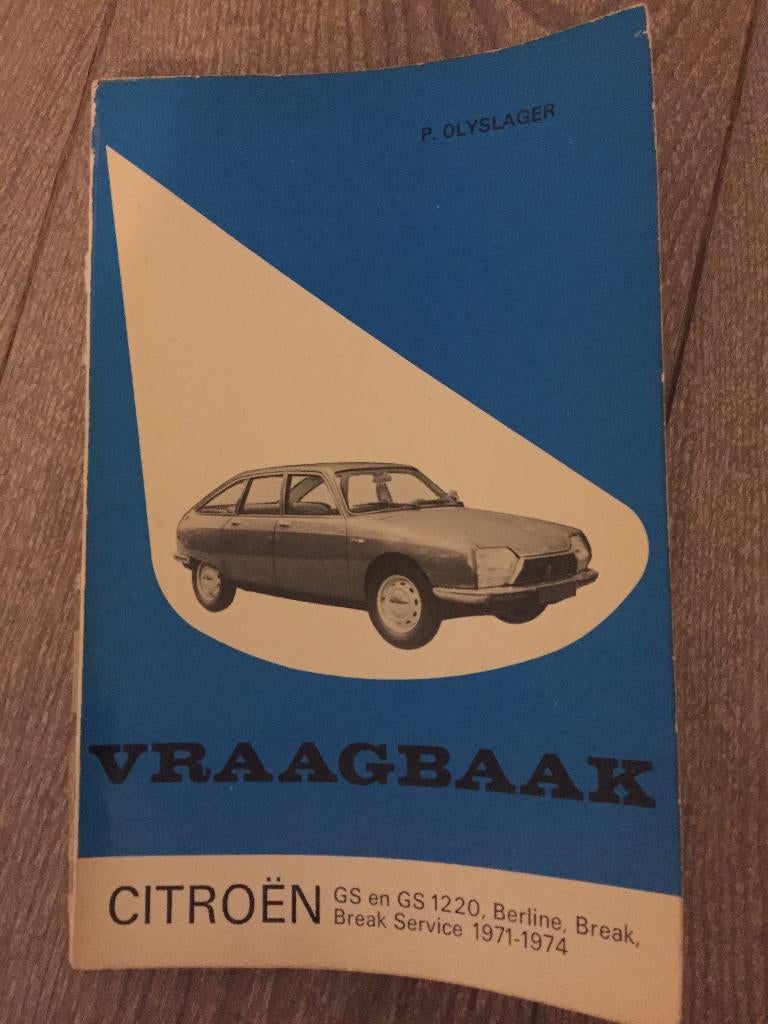 P. OLYSLAGER
VRAAGBAAK
CITROËN
GS en GS 1220, Berline, Break,
Break Service 1971-1974